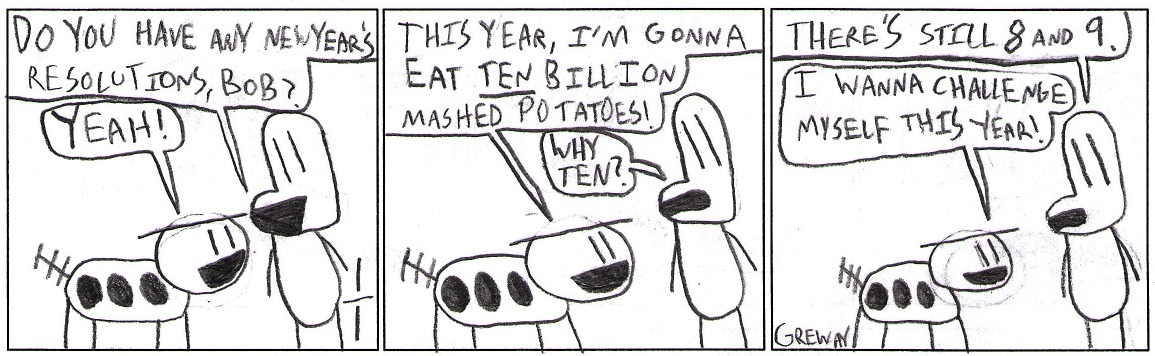 DO YOU HAVE ANY NEW YEAR'S
RESOLUTIONS, BOB?
YEAH!
THIS YEAR, I'M GONNA
EAT TEN BILLION
MASHED POTATOES!
WHY
TEN?
THERE'S STILL 8 AND 9.
I WANNA CHALLENGE
MYSELF THIS YEAR!
GREWAY